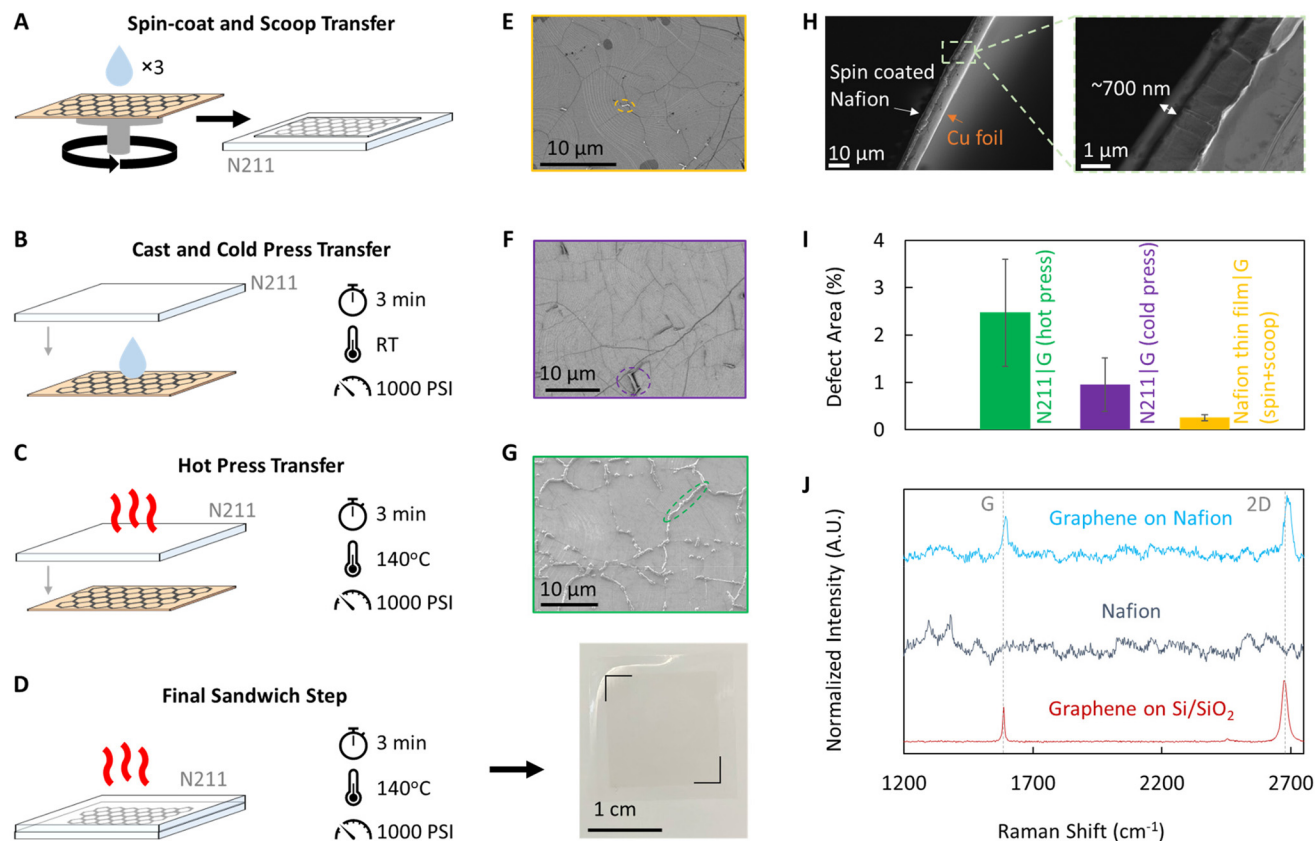 A
Spin-coat and Scoop Transfer
×3
N211
B
Cast and Cold Press Transfer
N211
3 min
RT
1000 PSI
C
Hot Press Transfer
N211
3 min
140°C
1000 PSI
D
Final Sandwich Step
N211
3 min
140°C
1000 PSI
1 cm
E
10 µm
F
10 µm
G
10 µm
H
Spin coated
Nafion
Cu foil
10 µm
~700 nm
1 µm
I
Defect Area (%)
4
3
2
1
0
N211|G (hot press)
N211|G (cold press)
Nafion thin film|G
(spin+scoop)
J
Normalized Intensity (A.U.)
G
2D
Graphene on Nafion
Nafion
Graphene on Si/SiO₂
1200
1700
2200
2700
Raman Shift (cm⁻¹)